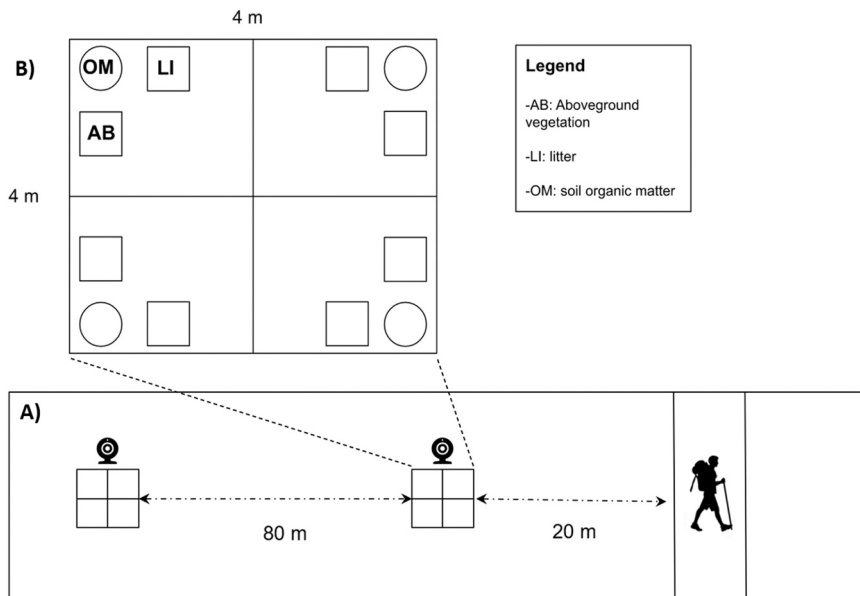 4 m
B)
OM
LI
AB
4 m
Legend
-AB: Aboveground
vegetation
-LI: litter
-OM: soil organic matter
A)
80 m
20 m